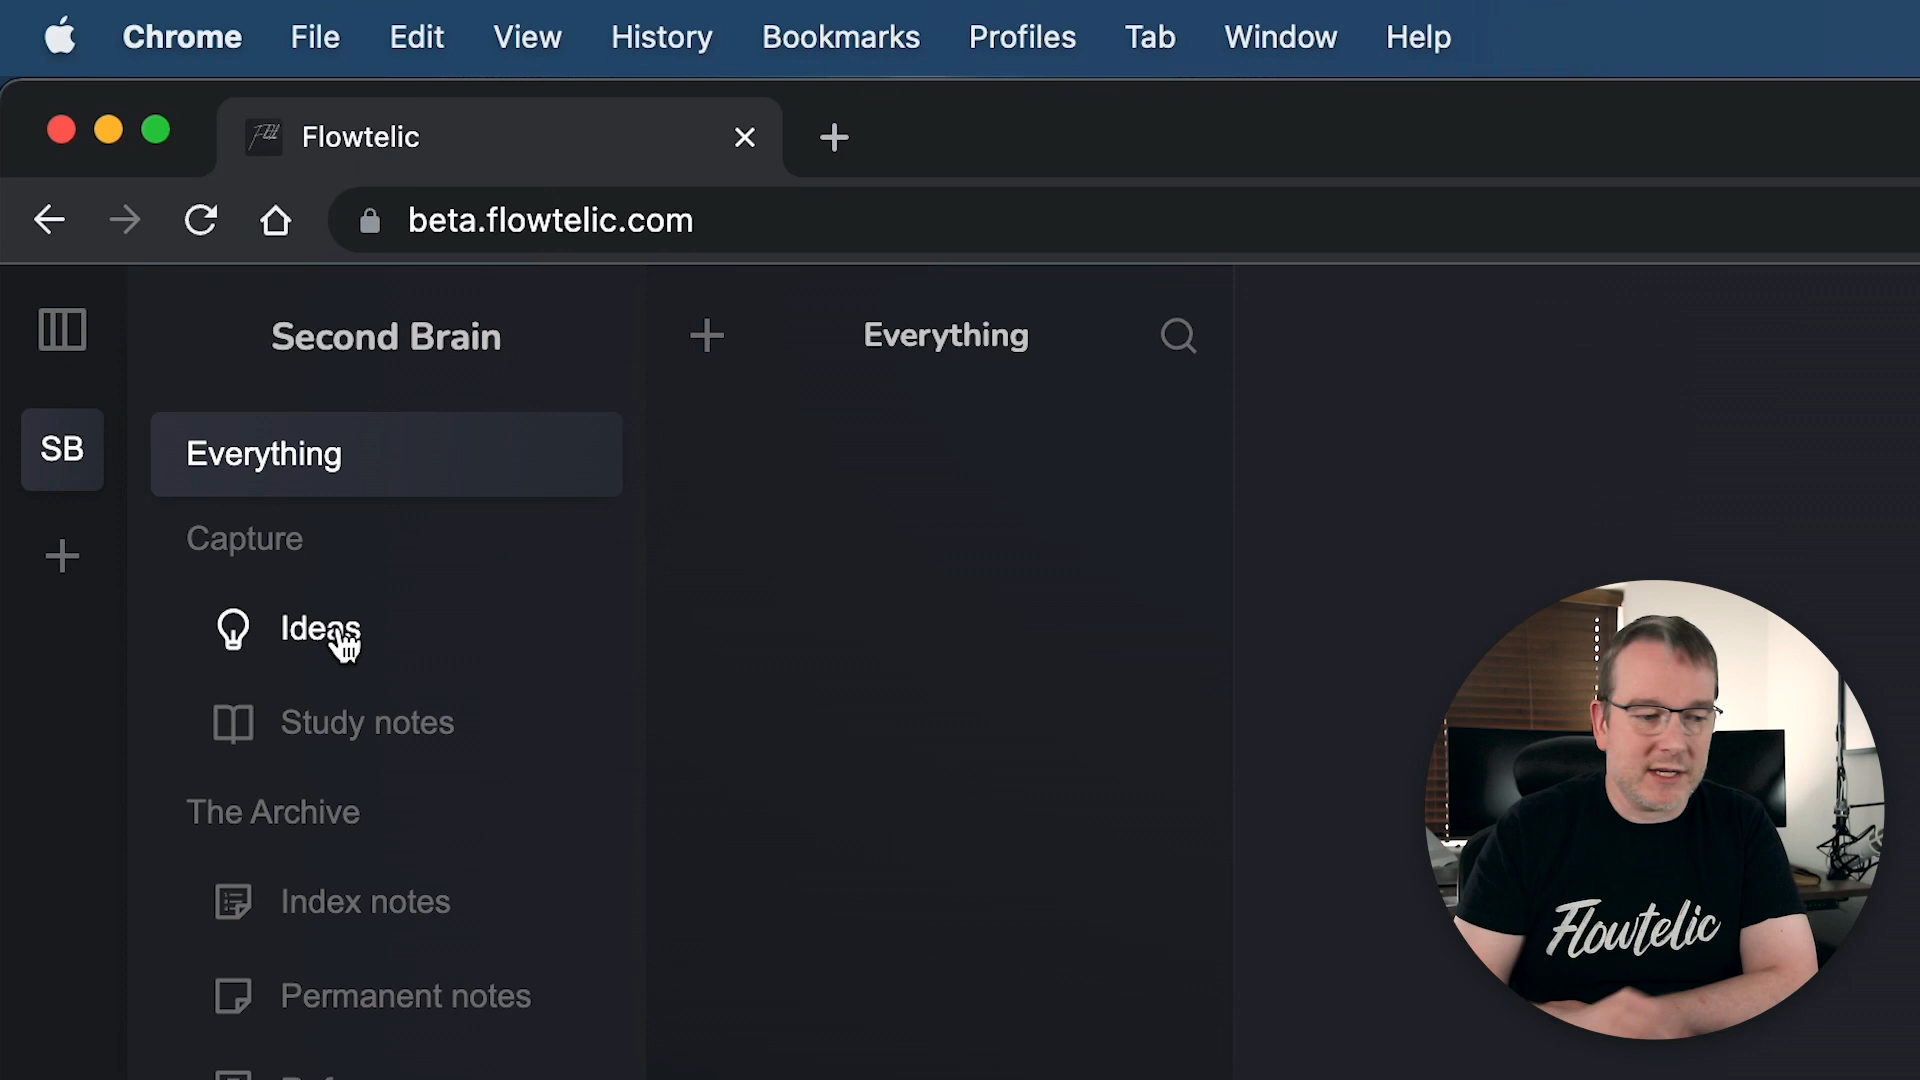 Chrome File Edit View History Bookmarks Profiles Tab Window Help
Flowtelic
beta.flowtelic.com
Second Brain
Everything
SB
Everything
Capture
Ideas
Study notes
The Archive
Index notes
Permanent notes
Flowtelic